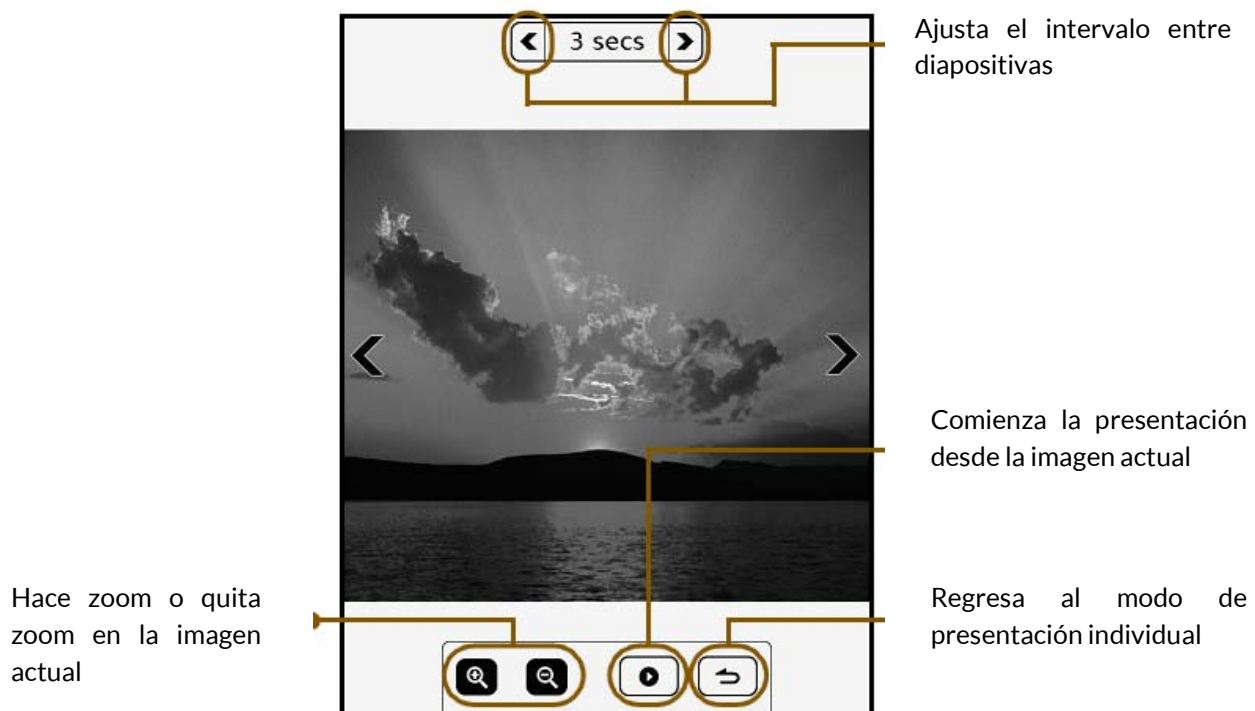 3 secs
Ajusta el intervalo entre
diapositivas
Comienza la presentación
desde la imagen actual
Hace zoom o quita
zoom en la imagen
actual
Regresa al modo de
presentación individual